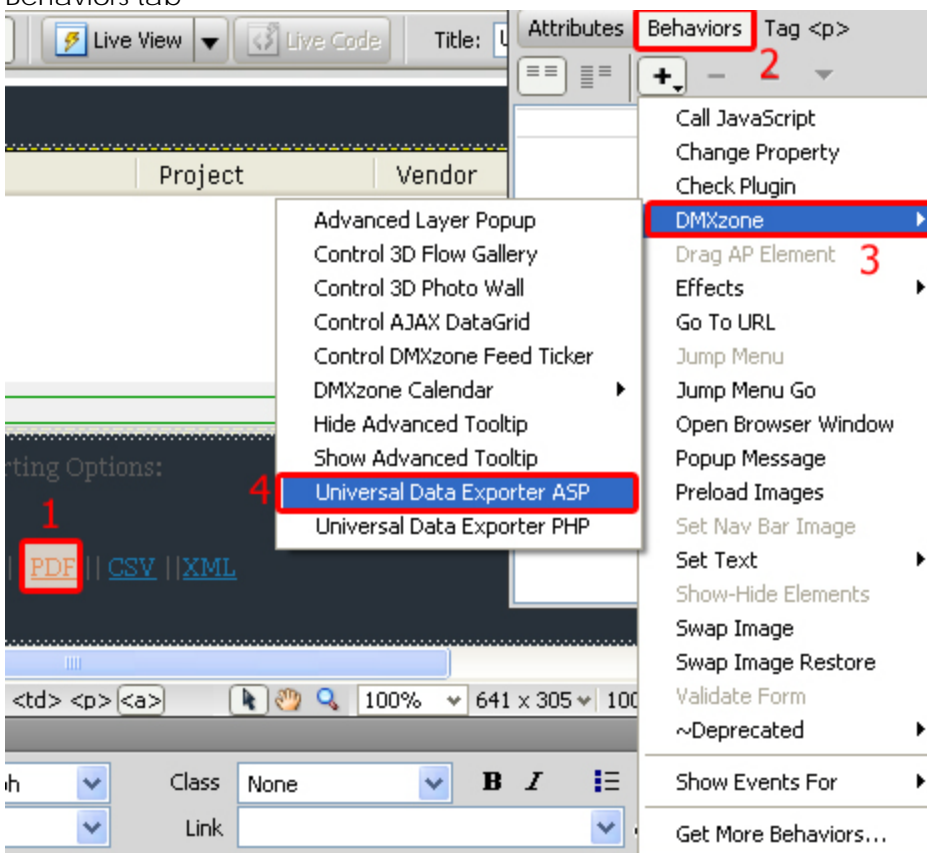 Behaviors tab
Live View
Live Code
Title:
Attributes
Behaviors
Tag <p>
2
Project
Vendor
Call JavaScript
Change Property
Check Plugin
DMXzone
3
Drag AP Element
Effects
Go To URL
Jump Menu
Jump Menu Go
Open Browser Window
Popup Message
Preload Images
Set Nav Bar Image
Set Text
Show-Hide Elements
Swap Image
Swap Image Restore
Validate Form
~Deprecated
Show Events For
Get More Behaviors...
Advanced Layer Popup
Control 3D Flow Gallery
Control 3D Photo Wall
Control AJAX DataGrid
Control DMXzone Feed Ticker
DMXzone Calendar
Hide Advanced Tooltip
Show Advanced Tooltip
4
Universal Data Exporter ASP
Universal Data Exporter PHP
rting Options:
1
|| PDF || CSV ||XML
<td> <p> <a>
100%
641 x 305
100
Class
None
B I
Link